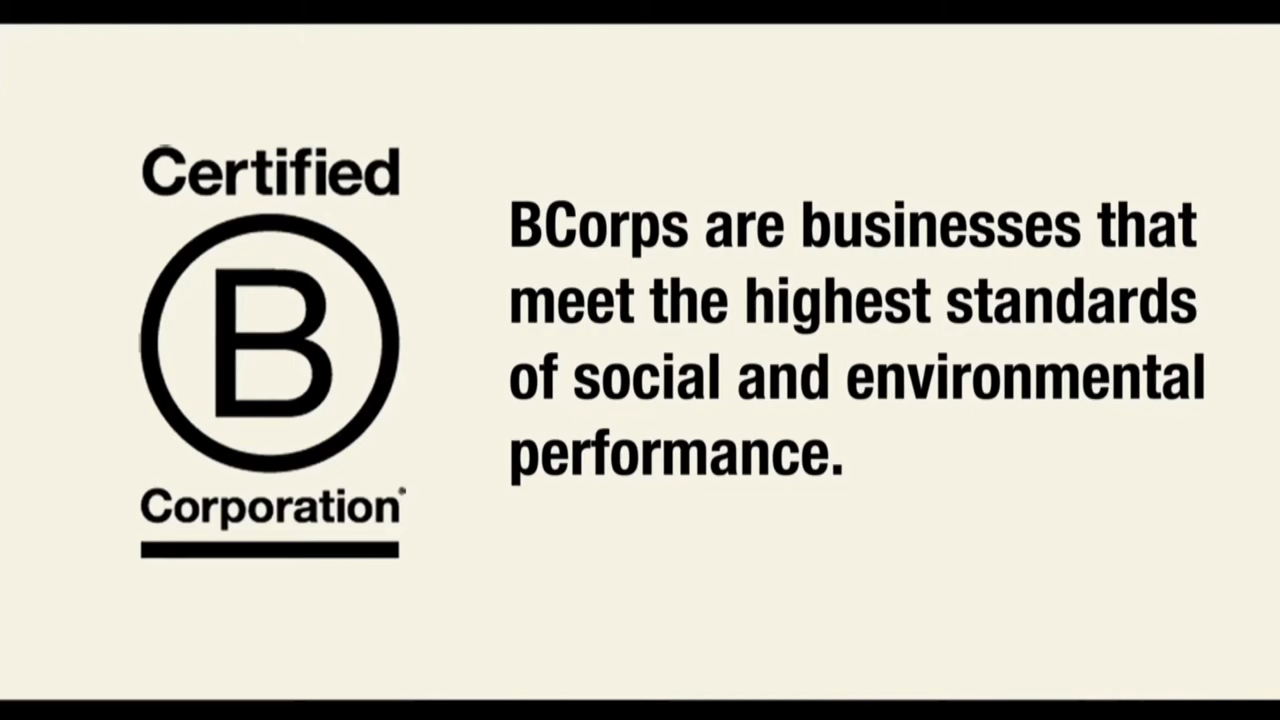 Certified
B
Corporation®
BCorps are businesses that
meet the highest standards
of social and environmental
performance.